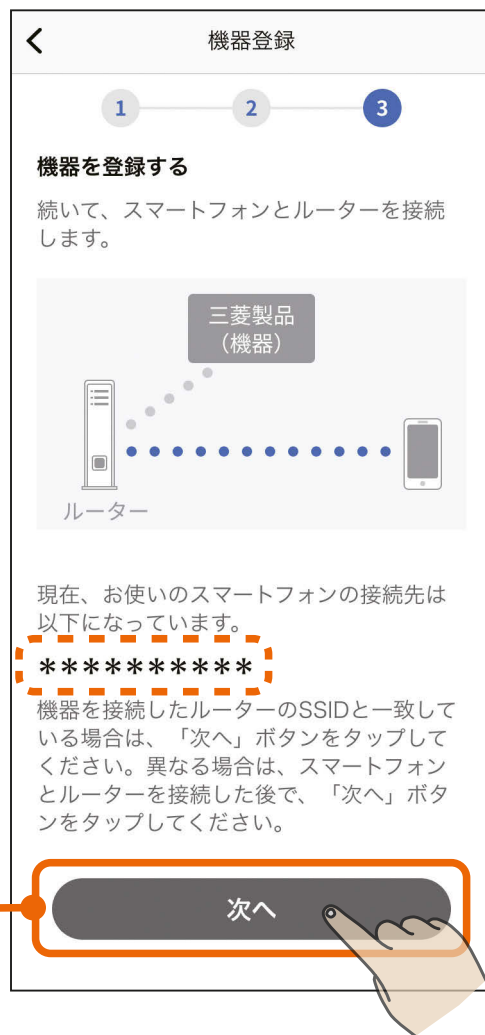 機器登録
1 2 3
機器を登録する
続いて、スマートフォンとルーターを接続
します。
三菱製品
（機器）
ルーター
現在、お使いのスマートフォンの接続先は
以下になっています。
**********
機器を接続したルーターのSSIDと一致して
いる場合は、「次へ」ボタンをタップして
ください。異なる場合は、スマートフォン
とルーターを接続した後で、「次へ」ボタ
ンをタップしてください。
次へ